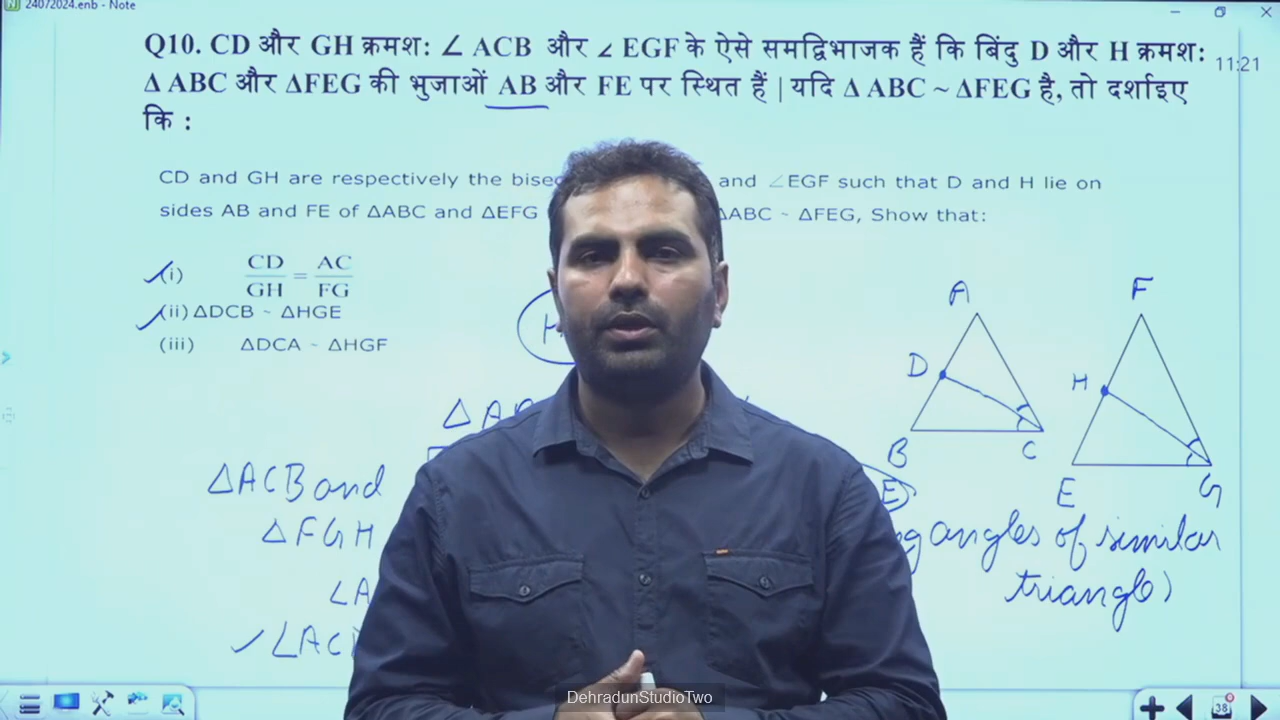 24072024.enb - Note
Q10. CD और GH क्रमश: ∠ ACB और ∠ EGF के ऐसे समद्विभाजक हैं कि बिंदु D और H क्रमश:
11:21
Δ ABC और ΔFEG की भुजाओं AB और FE पर स्थित हैं | यदि Δ ABC ~ ΔFEG है, तो दर्शाइए
कि :
CD and GH are respectively the and ∠EGF such that D and H lie on
sides AB and FE of ΔABC and ΔEFG ΔABC ~ ΔFEG, Show that:
(i) CD/GH = AC/FG
(ii) ΔDCB ~ ΔHGE
(iii) ΔDCA ~ ΔHGF
A F
D H
B C E G
ΔACB and
ΔFGH angles of similar
triangle)
DehradunStudioTwo
38